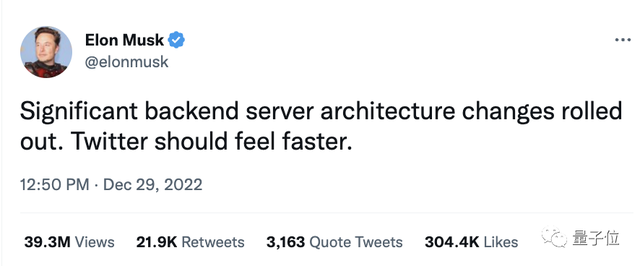 Elon Musk
@elonmusk
Significant backend server architecture changes rolled
out. Twitter should feel faster.
12:50 PM · Dec 29, 2022
39.3M Views 21.9K Retweets 3,163 Quote Tweets 304.4K Likes
量子位